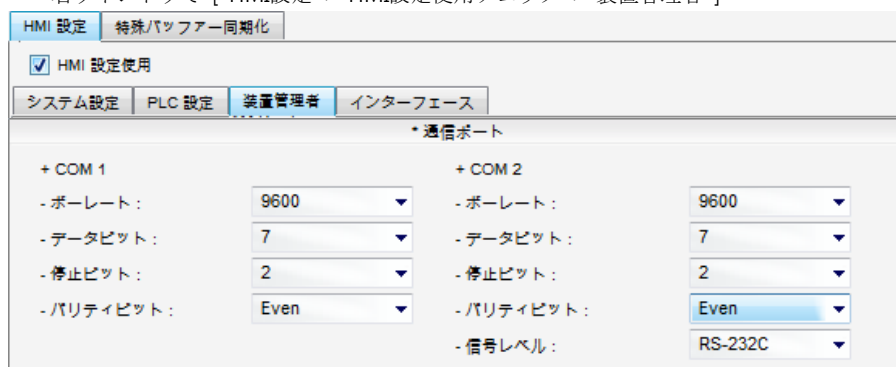 HMI 設定 特殊バッファー同期化
HMI 設定使用
システム設定 PLC 設定 装置管理者 インターフェース
* 通信ポート
+ COM 1 + COM 2
- ボーレート : 9600 - ボーレート : 9600
- データビット : 7 - データビット : 7
-停止ビット : 2 - 停止ビット : 2
- パリティビット : Even - パリティビット : Even
- 信号レベル : RS-232C